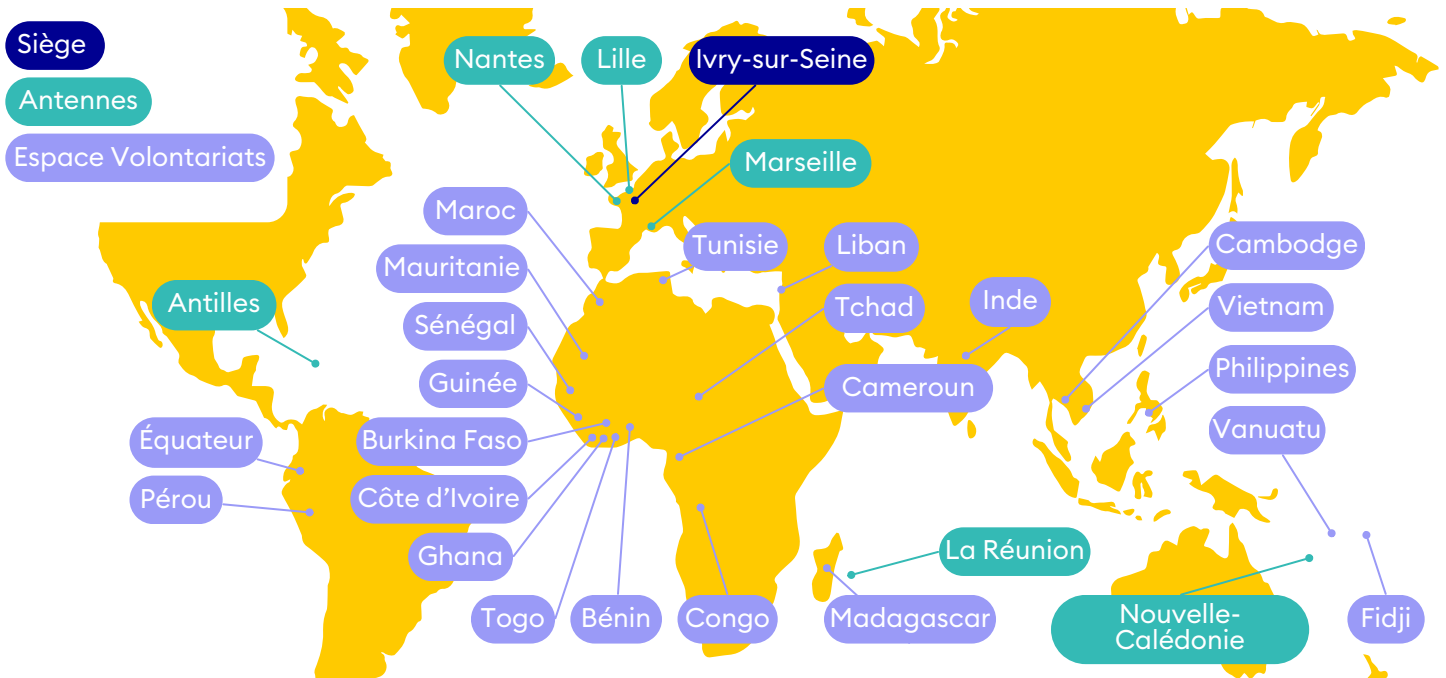 Siège
Antennes
Espace Volontariats
Nantes
Lille
Ivry-sur-Seine
Marseille
Maroc
Mauritanie
Sénégal
Guinée
Burkina Faso
Côte d’Ivoire
Ghana
Togo
Bénin
Congo
Tunisie
Liban
Tchad
Cameroun
Inde
Cambodge
Vietnam
Philippines
Vanuatu
Antilles
Équateur
Pérou
La Réunion
Madagascar
Nouvelle-
Calédonie
Fidji